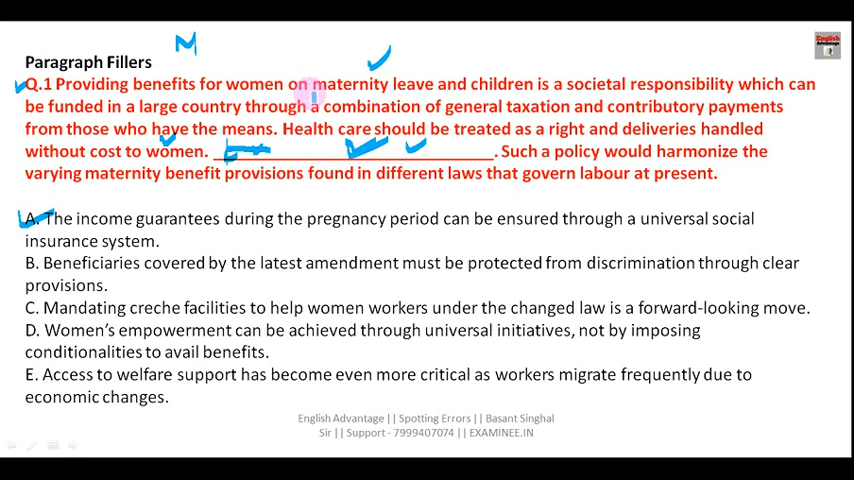 M
English
Advantage
Paragraph Fillers
Q.1 Providing benefits for women on maternity leave and children is a societal responsibility which can
be funded in a large country through a combination of general taxation and contributory payments
from those who have the means. Health care should be treated as a right and deliveries handled
without cost to women. ______________________. Such a policy would harmonize the
varying maternity benefit provisions found in different laws that govern labour at present.
A. The income guarantees during the pregnancy period can be ensured through a universal social
insurance system.
B. Beneficiaries covered by the latest amendment must be protected from discrimination through clear
provisions.
C. Mandating creche facilities to help women workers under the changed law is a forward-looking move.
D. Women’s empowerment can be achieved through universal initiatives, not by imposing
conditionalities to avail benefits.
E. Access to welfare support has become even more critical as workers migrate frequently due to
economic changes.
English Advantage || Spotting Errors || Basant Singhal
Sir || Support - 7999407074 || EXAMINEE.IN